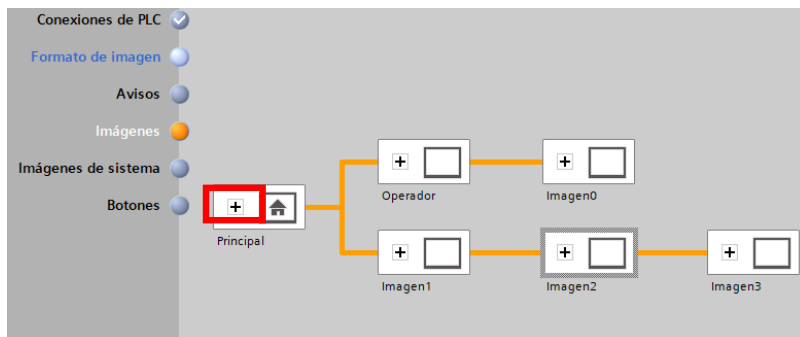 Conexiones de PLC
Formato de imagen
Avisos
Imágenes
Imágenes de sistema
Botones
Principal
Operador
Imagen0
Imagen1
Imagen2
Imagen3